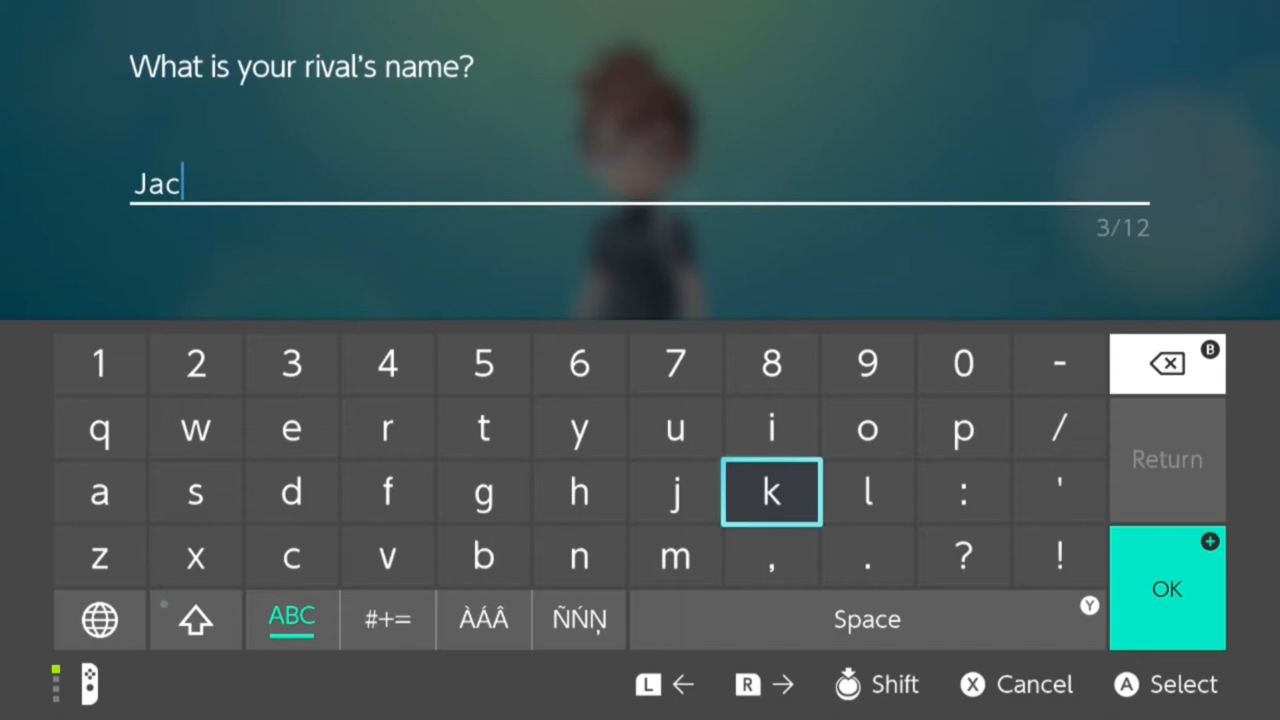 What is your rival's name?
Jac
3/12
1 2 3 4 5 6 7 8 9 0 - B
q w e r t y u i o p / Return
a s d f g h j k l : '
z x c v b n m , . ? ! + OK
ABC #+= ÀÁÂ ÑŃŅ Space Y
L ← R → Shift X Cancel A Select